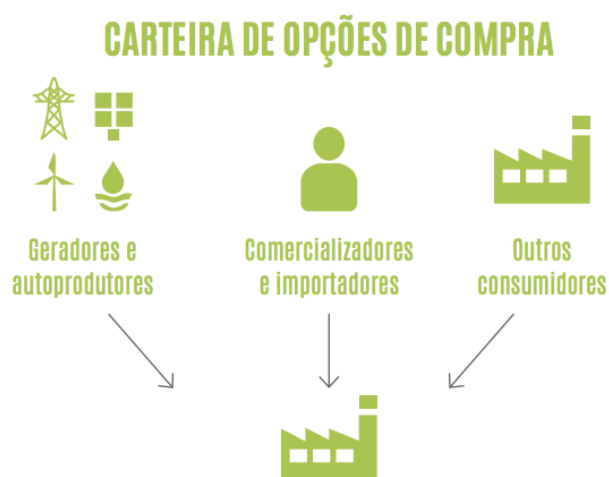 CARTEIRA DE OPÇÕES DE COMPRA
Geradores e
autoprodutores
Comercializadores
e importadores
Outros
consumidores